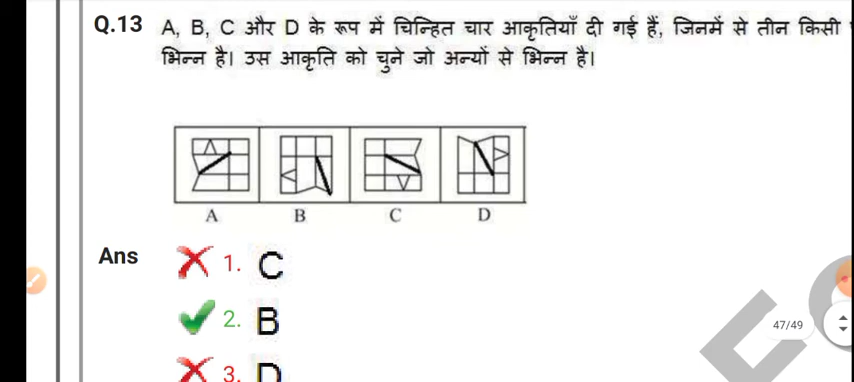 Q.13 A, B, C और D के रूप में चिन्हित चार आकृतियाँ दी गई हैं, जिनमें से तीन किसी
भिन्न है। उस आकृति को चुने जो अन्यों से भिन्न है।
A B C D
Ans 1. C
2. B
3. D
47/49